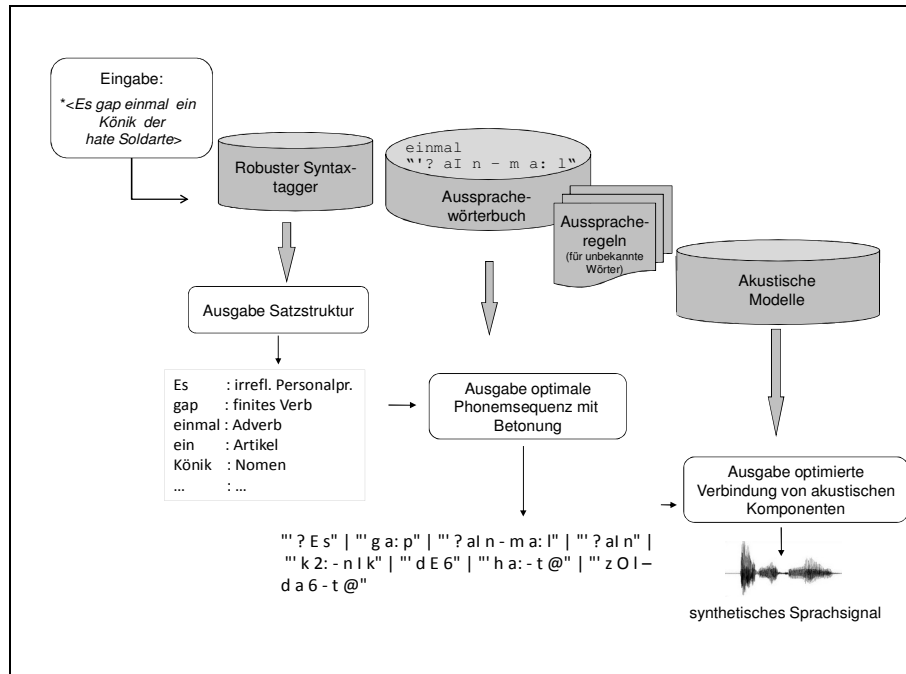 Eingabe:
*<Es gap einmal ein
Könik der
hate Soldarte>
Robuster Syntax-
tagger
einmal
"'? aI n – m a: l"
Aussprache-
wörterbuch
Ausspracheregeln
(für unbekannte
Wörter)
Akustische
Modelle
Ausgabe Satzstruktur
Es : irrefl. Personalpr.
gap : finites Verb
einmal : Adverb
ein : Artikel
Könik : Nomen
... : ...
Ausgabe optimale
Phonemsequenz mit
Betonung
Ausgabe optimierte
Verbindung von akustischen
Komponenten
"' ? E s" | "' g a: p" | "' ? aI n - m a: l" | "' ? aI n" |
"' k 2: - n I k" | "' d E 6" | "' h a: - t @" | "' z O l –
d a 6 - t @"
synthetisches Sprachsignal